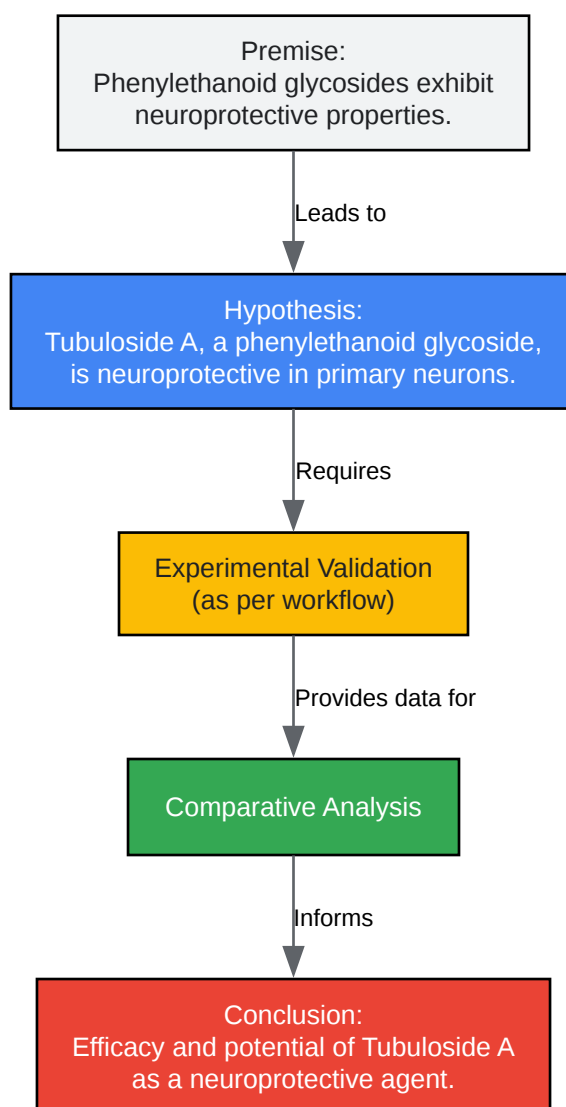 Premise:
Phenylethanoid glycosides exhibit
neuroprotective properties.
Leads to
Hypothesis:
Tubuloside A, a phenylethanoid glycoside,
is neuroprotective in primary neurons.
Requires
Experimental Validation
(as per workflow)
Provides data for
Comparative Analysis
Informs
Conclusion:
Efficacy and potential of Tubuloside A
as a neuroprotective agent.